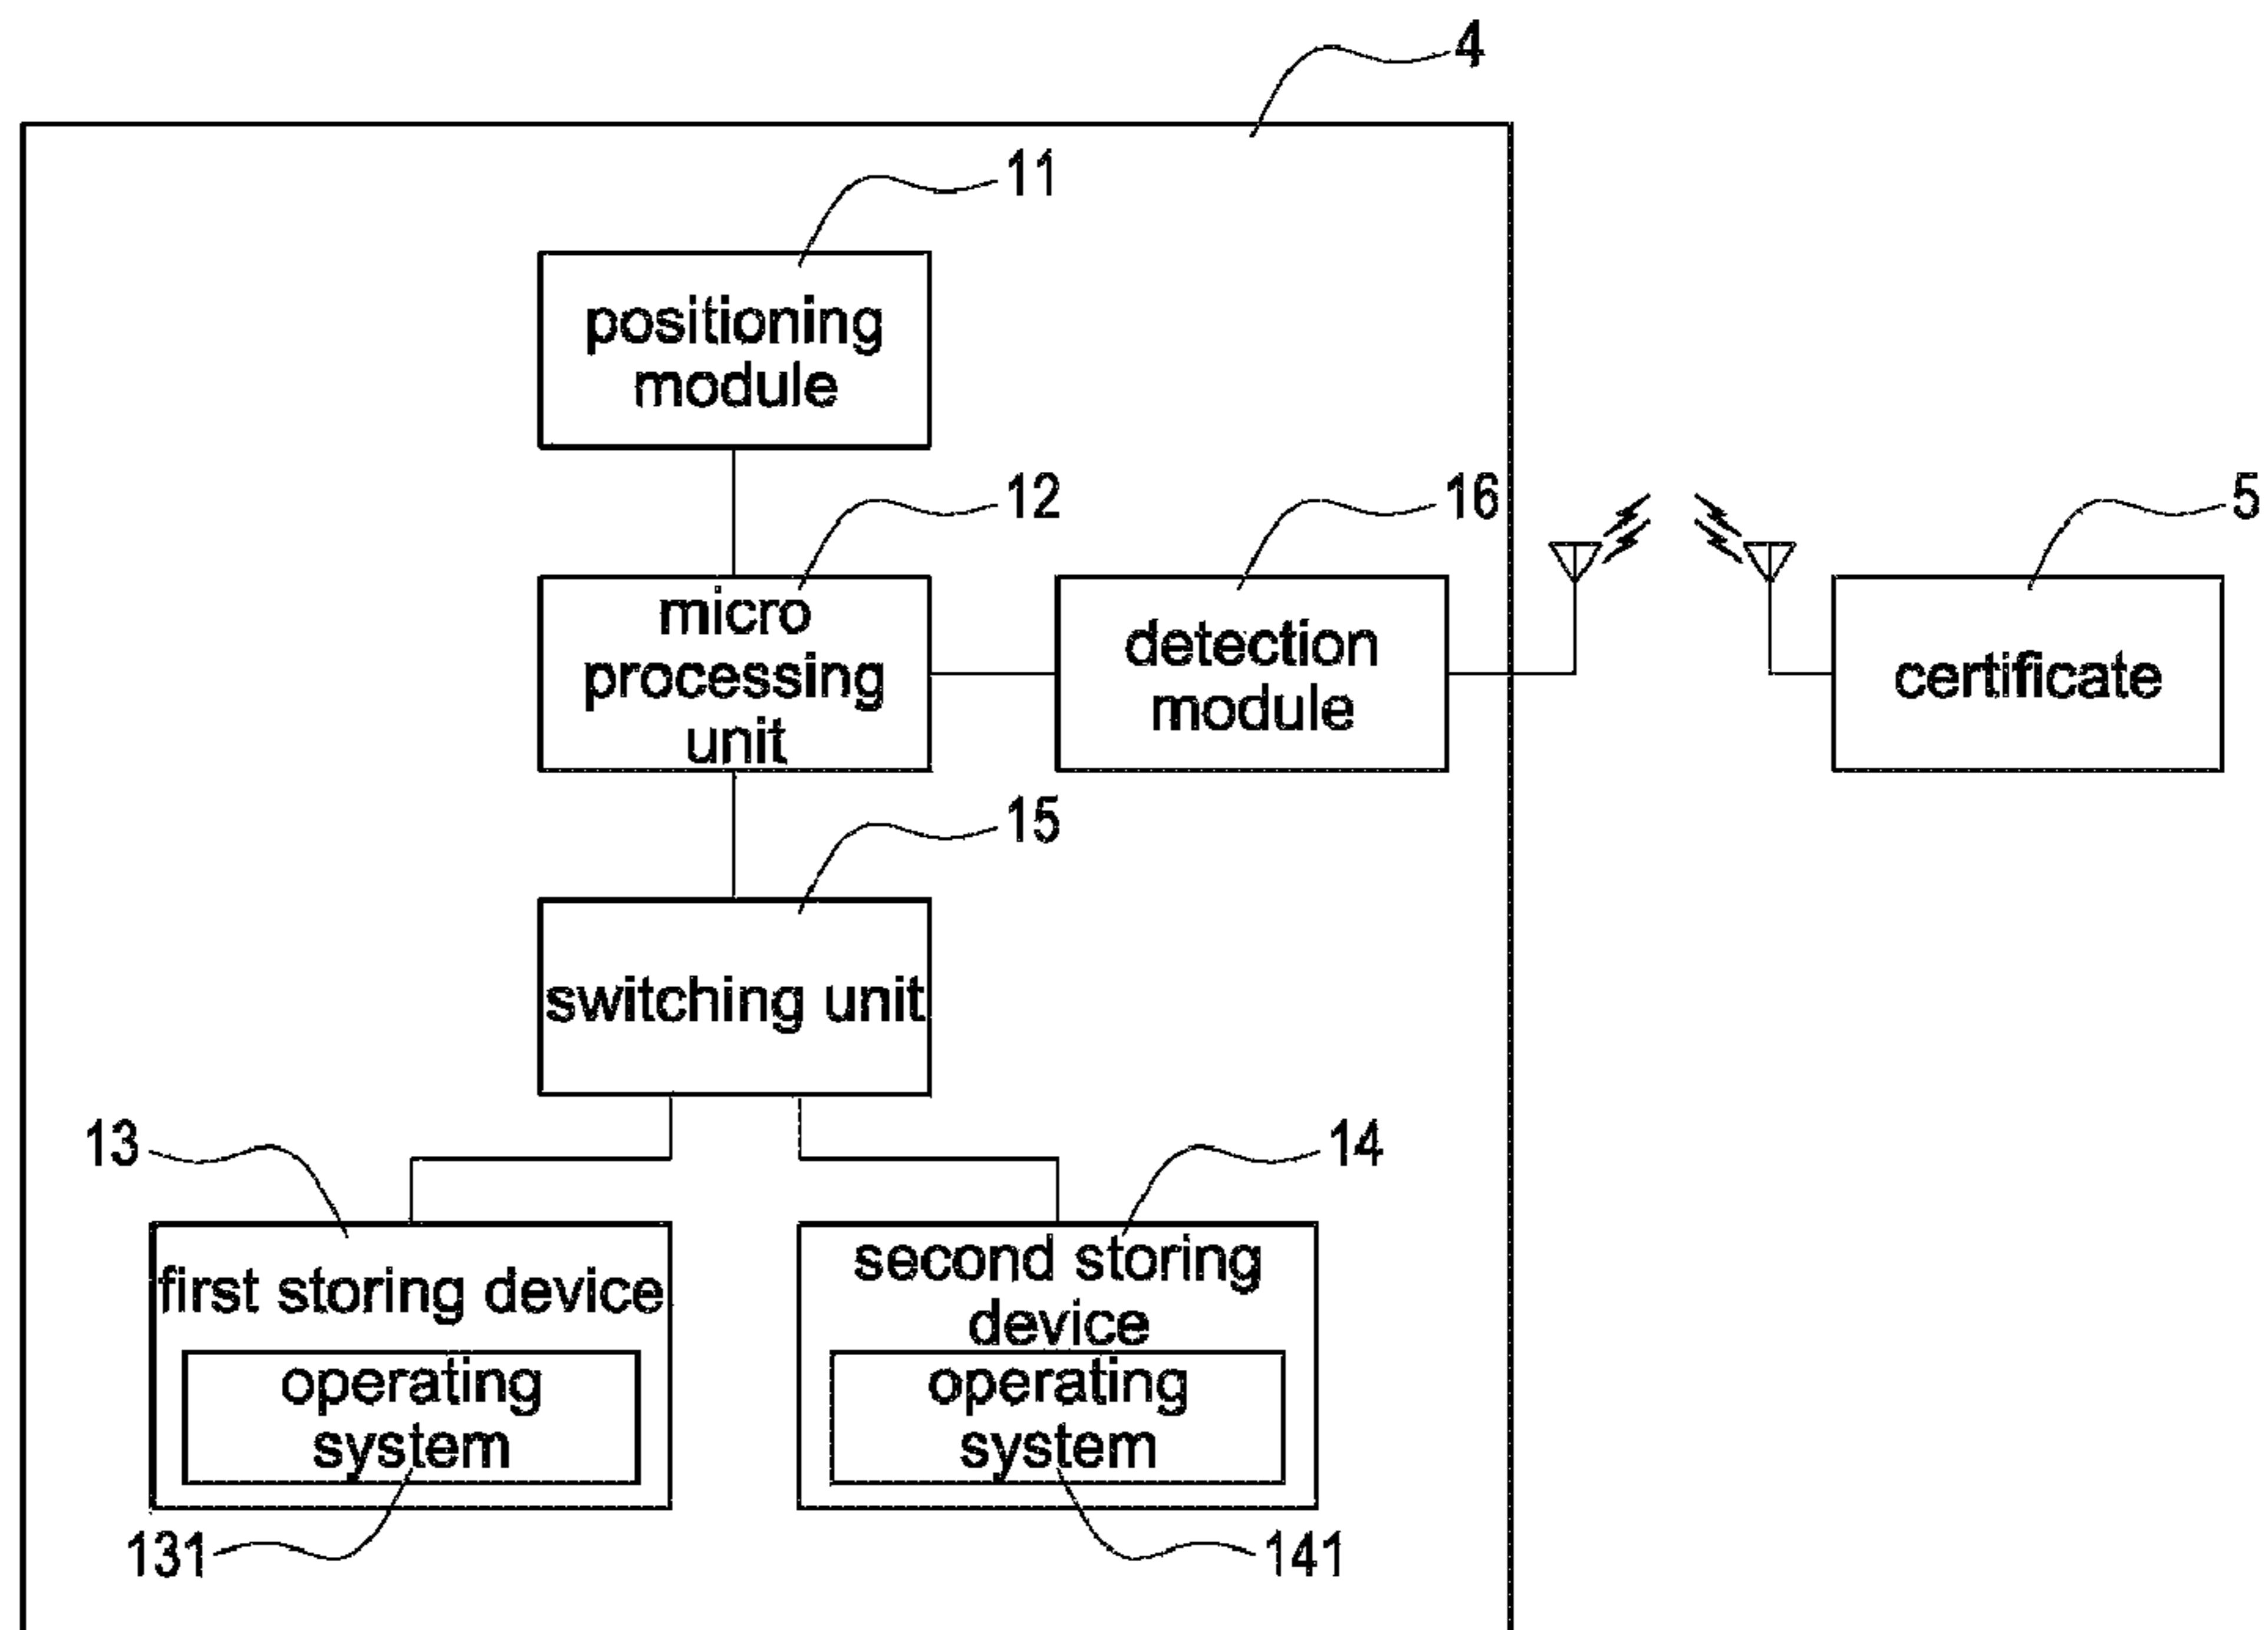 4
11
positioning
module
12
16
5
micro
processing
unit
detection
module
certificate
15
switching unit
13
14
first storing device
second storing
device
operating
system
operating
system
131
141